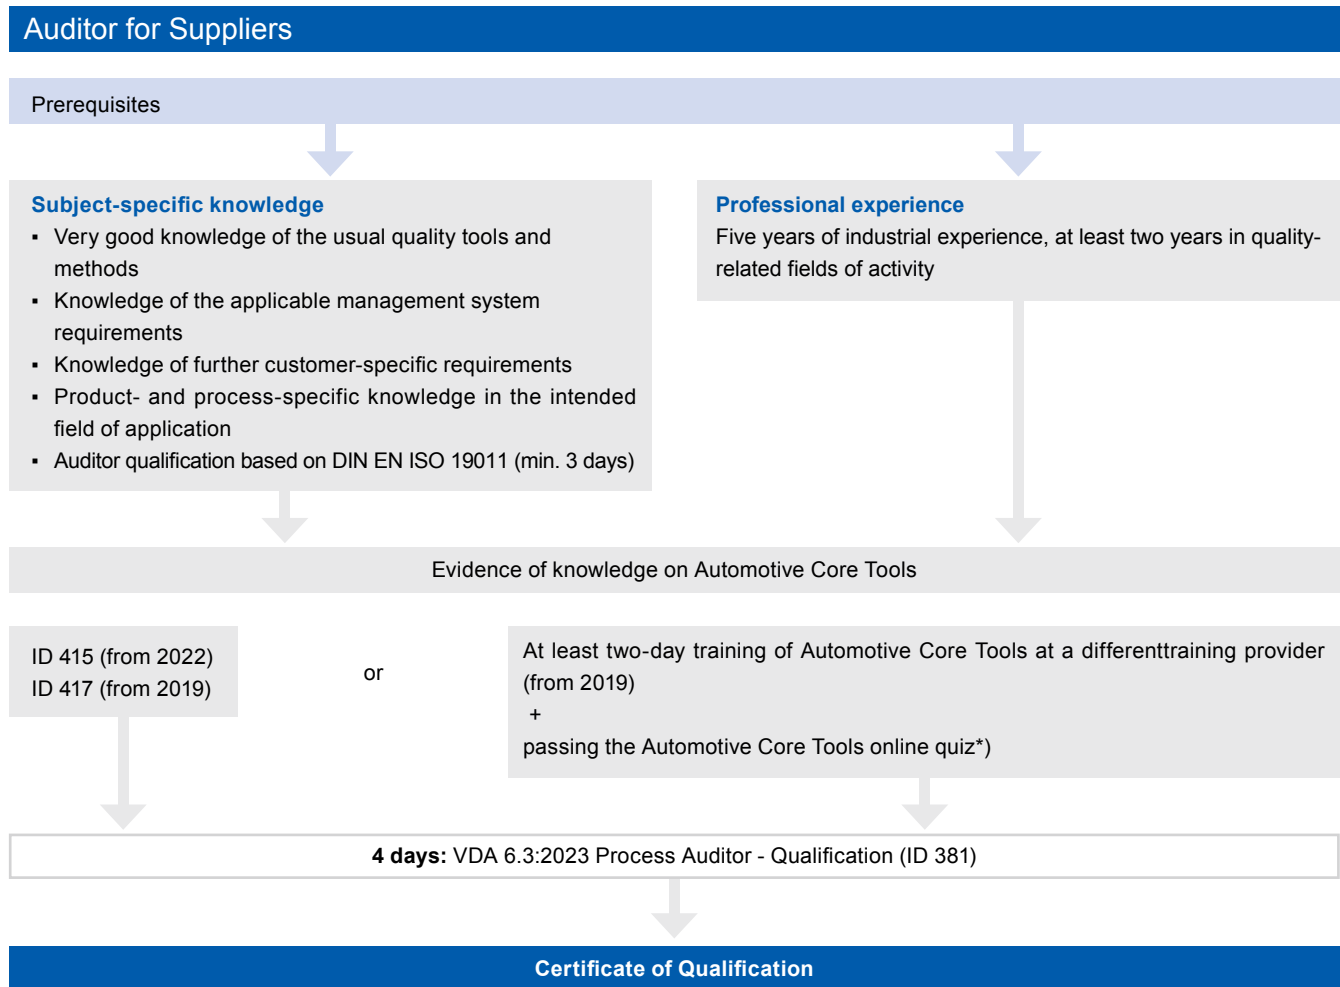 Auditor for Suppliers
Prerequisites
Subject-specific knowledge
▪ Very good knowledge of the usual quality tools and
methods
▪ Knowledge of the applicable management system
requirements
▪ Knowledge of further customer-specific requirements
▪ Product- and process-specific knowledge in the intended
field of application
▪ Auditor qualification based on DIN EN ISO 19011 (min. 3 days)
Professional experience
Five years of industrial experience, at least two years in quality-
related fields of activity
Evidence of knowledge on Automotive Core Tools
ID 415 (from 2022)
ID 417 (from 2019)
or
At least two-day training of Automotive Core Tools at a differenttraining provider
(from 2019)
+
passing the Automotive Core Tools online quiz*)
4 days: VDA 6.3:2023 Process Auditor - Qualification (ID 381)
Certificate of Qualification